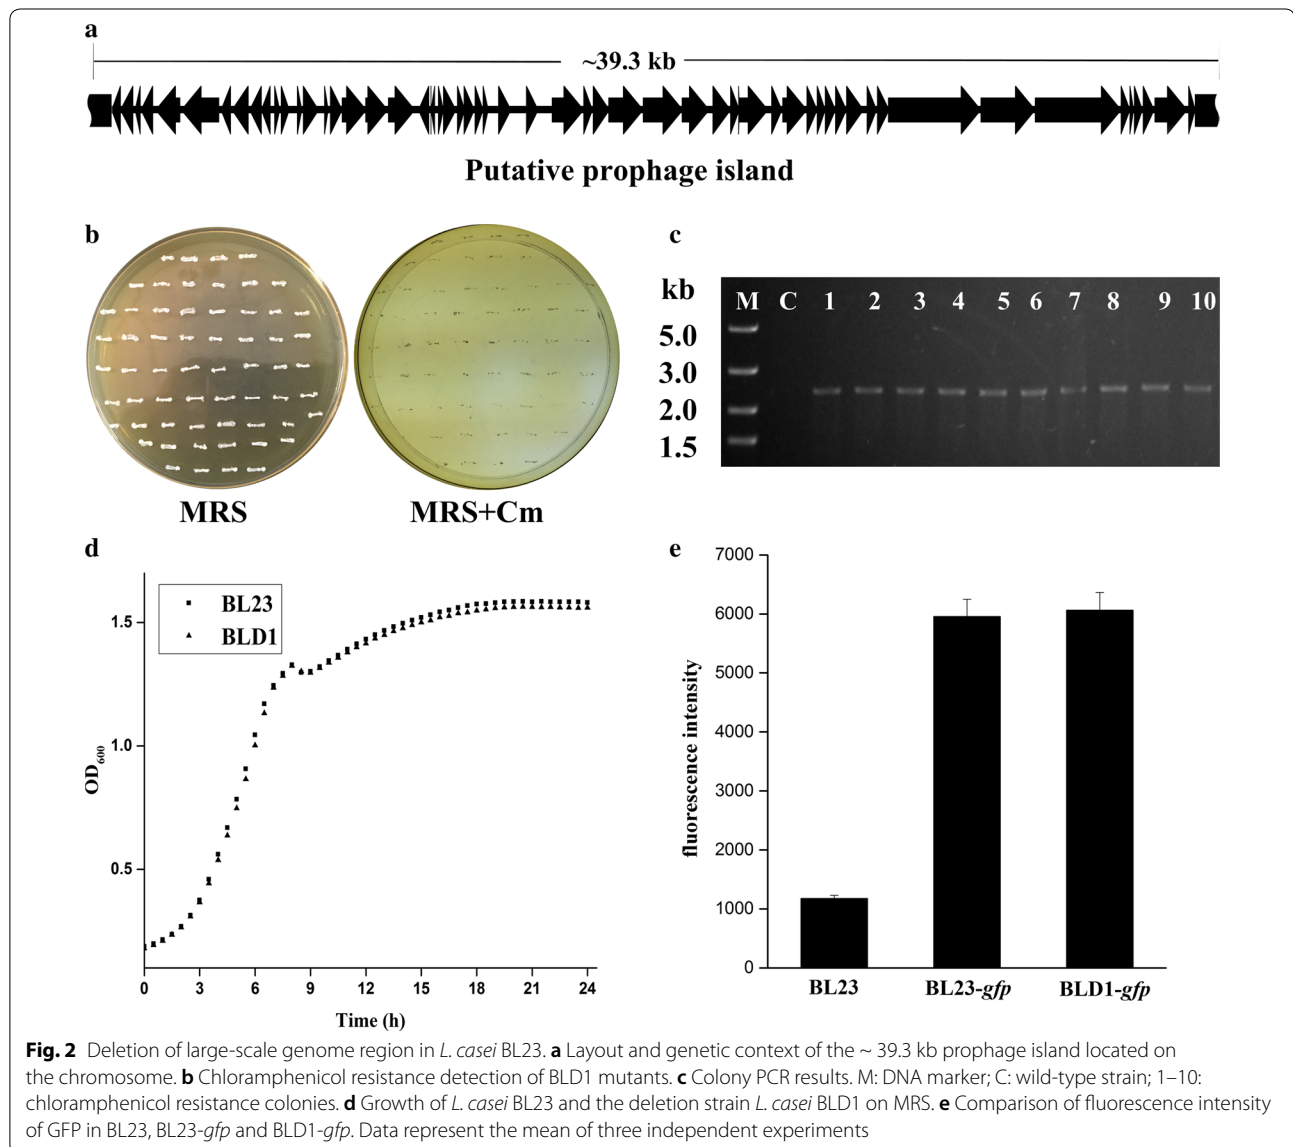 a
~39.3 kb
Putative prophage island
b
MRS
MRS+Cm
c
kb
M C 1 2 3 4 5 6 7 8 9 10
5.0
3.0
2.0
1.5
d
BL23
BLD1
1.5
1.0
0.5
OD600
0 3 6 9 12 15 18 21 24
Time (h)
e
7000
6000
5000
4000
3000
2000
1000
0
fluorescence intensity
BL23 BL23-gfp BLD1-gfp
Fig. 2 Deletion of large-scale genome region in L. casei BL23. a Layout and genetic context of the ~ 39.3 kb prophage island located on
the chromosome. b Chloramphenicol resistance detection of BLD1 mutants. c Colony PCR results. M: DNA marker; C: wild-type strain; 1–10:
chloramphenicol resistance colonies. d Growth of L. casei BL23 and the deletion strain L. casei BLD1 on MRS. e Comparison of fluorescence intensity
of GFP in BL23, BL23-gfp and BLD1-gfp. Data represent the mean of three independent experiments